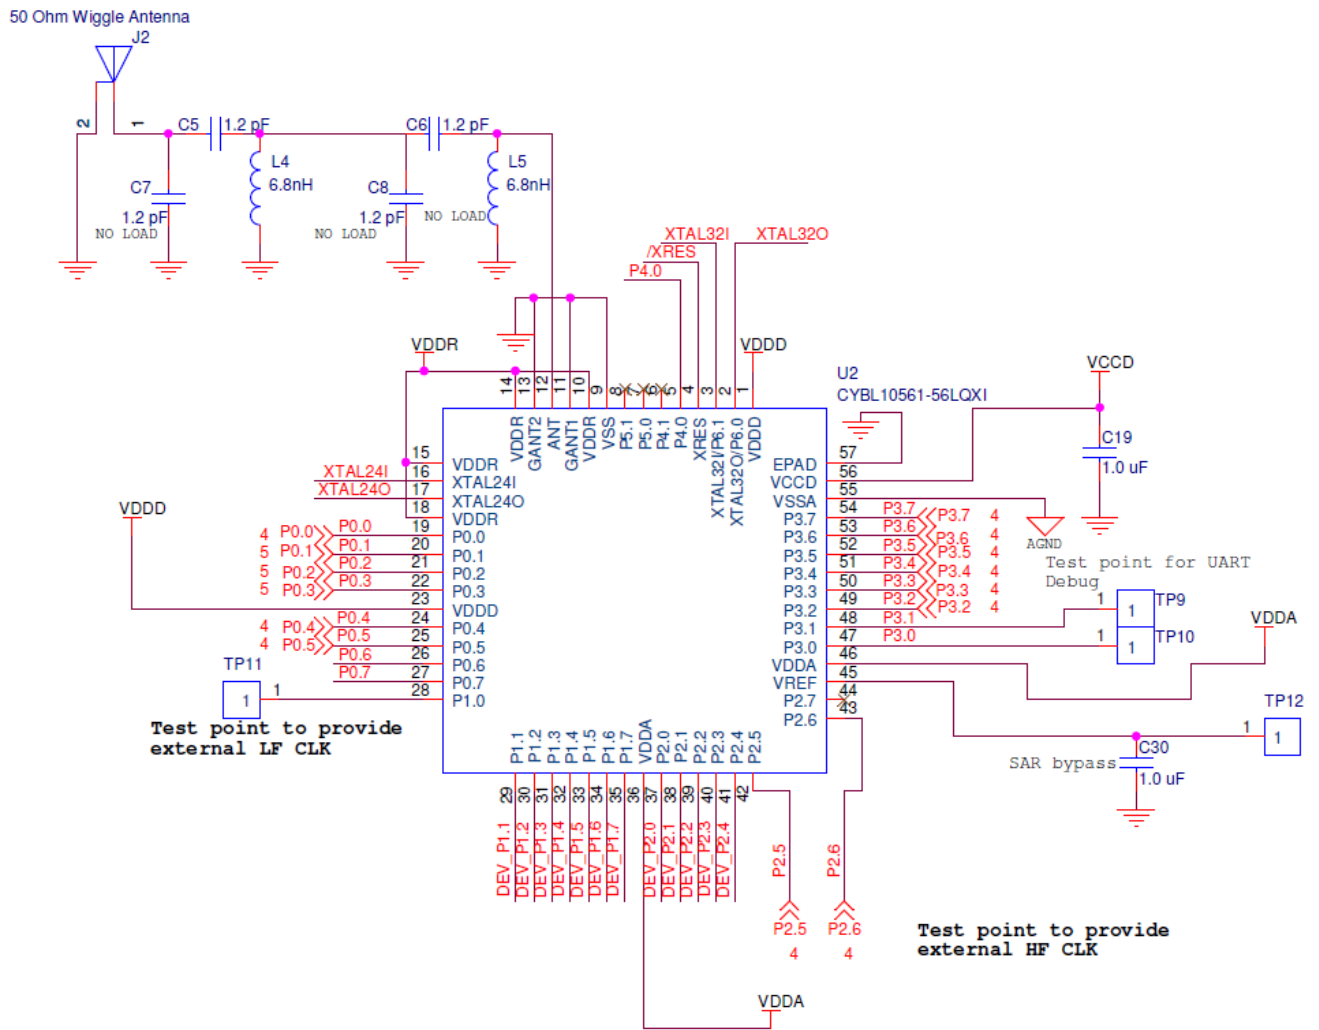 50 Ohm Wiggle Antenna
J2
2
1
C5
1.2 pF
C6
1.2 pF
C7
1.2 pF
NO LOAD
L4
6.8nH
C8
1.2 pF
NO LOAD
L5
6.8nH
NO LOAD
XTAL32I
XTAL32O
/XRES
P4.0
VDDR
VDDD
VCCD
U2
CYBL10561-56LQXI
C19
1.0 uF
14
13
12
11
10
9
8
7
6
5
4
3
2
1
VDDR
GANT2
ANT
GANT1
VDDR
VSS
P5.1
P5.0
P4.1
P4.0
XRES
XTAL32I/P6.1
XTAL32O/P6.0
VDDD
15
VDDR
XTAL24I
16
XTAL24I
XTAL24O
17
XTAL24O
18
VDDR
VDDD
4
P0.0
P0.0
19
P0.0
5
P0.1
P0.1
20
P0.1
5
P0.2
P0.2
21
P0.2
5
P0.3
P0.3
22
P0.3
23
VDDD
4
P0.4
P0.4
24
P0.4
4
P0.5
P0.5
25
P0.5
P0.6
26
P0.6
P0.7
27
P0.7
TP11
1
1
28
P1.0
Test point to provide
external LF CLK
EPAD
57
VCCD
56
VSSA
55
AGND
P3.7
54
P3.7
P3.7
4
P3.6
53
P3.6
P3.6
4
P3.5
52
P3.5
P3.5
4
P3.4
51
P3.4
P3.4
4
P3.3
50
P3.3
P3.3
4
P3.2
49
P3.2
P3.2
4
Test point for UART
Debug
P3.1
48
P3.1
1
1
TP9
P3.0
47
P3.0
1
1
TP10
VDDA
VDDA
46
VREF
45
P2.7
44
P2.6
43
TP12
1
1
SAR bypass
C30
1.0 uF
P1.1
P1.2
P1.3
P1.4
P1.5
P1.6
P1.7
VDDA
P2.0
P2.1
P2.2
P2.3
P2.4
P2.5
29
30
31
32
33
34
35
36
37
38
39
40
41
42
DEV_P1.1
DEV_P1.2
DEV_P1.3
DEV_P1.4
DEV_P1.5
DEV_P1.6
DEV_P1.7
DEV_P2.0
DEV_P2.1
DEV_P2.2
DEV_P2.3
DEV_P2.4
P2.5
P2.6
P2.5
4
P2.6
4
Test point to provide
external HF CLK
VDDA